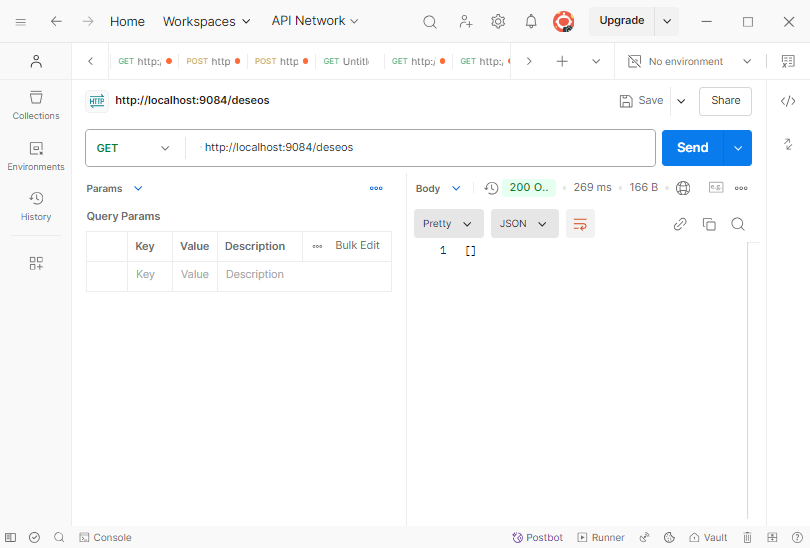 Home Workspaces API Network Upgrade
GET http:/ POST http POST http GET Untitl GET http:/ GET http:/ No environment
HTTP http://localhost:9084/deseos Save Share
Collections
Environments
History
GET http://localhost:9084/deseos Send
Params Body 200 O.. 269 ms 166 B e.g.
Query Params Pretty JSON
Key Value Description Bulk Edit
Key Value Description
1 []
Console Postbot Runner Vault